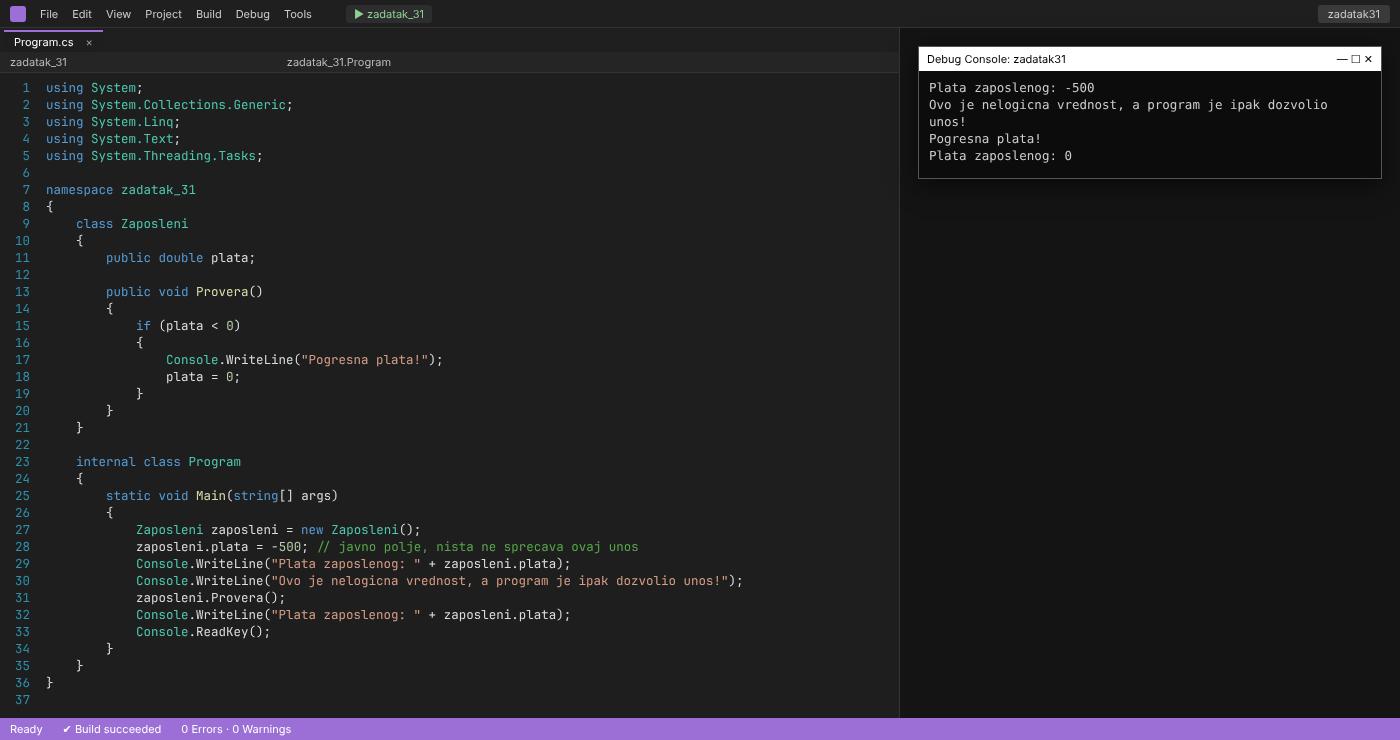 File Edit View Project Build Debug Tools ▶ zadatak_31 zadatak31
Program.cs ×
zadatak_31 zadatak_31.Program
1 using System;
2 using System.Collections.Generic;
3 using System.Linq;
4 using System.Text;
5 using System.Threading.Tasks;
6
7 namespace zadatak_31
8 {
9     class Zaposleni
10     {
11         public double plata;
12
13         public void Provera()
14         {
15             if (plata < 0)
16             {
17                 Console.WriteLine("Pogresna plata!");
18                 plata = 0;
19             }
20         }
21     }
22
23     internal class Program
24     {
25         static void Main(string[] args)
26         {
27             Zaposleni zaposleni = new Zaposleni();
28             zaposleni.plata = -500; // javno polje, nista ne sprecava ovaj unos
29             Console.WriteLine("Plata zaposlenog: " + zaposleni.plata);
30             Console.WriteLine("Ovo je nelogicna vrednost, a program je ipak dozvolio unos!");
31             zaposleni.Provera();
32             Console.WriteLine("Plata zaposlenog: " + zaposleni.plata);
33             Console.ReadKey();
34         }
35     }
36 }
37
Debug Console: zadatak31 — ☐ ✕
Plata zaposlenog: -500
Ovo je nelogicna vrednost, a program je ipak dozvolio
unos!
Pogresna plata!
Plata zaposlenog: 0
Ready ✔ Build succeeded 0 Errors · 0 Warnings